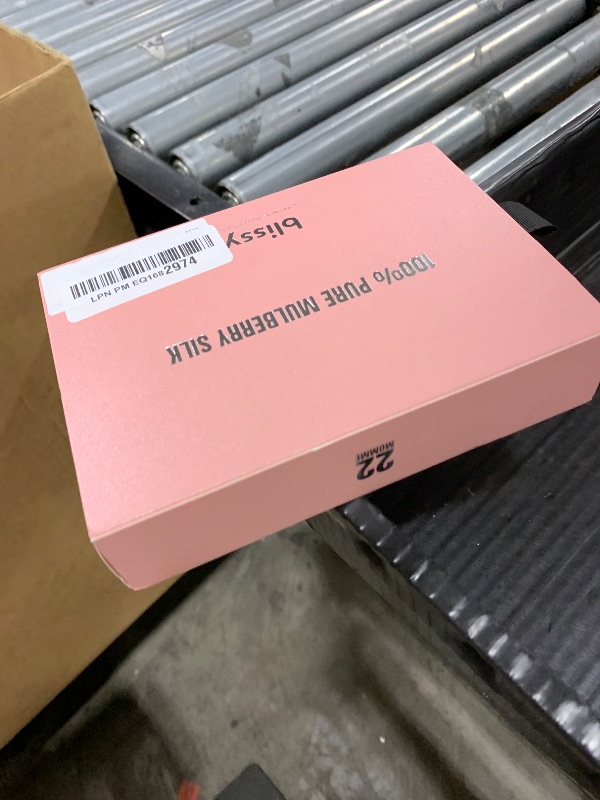 blissy
100% PURE MULBERRY SILK
22
MOMME
LPN PM EQ1682974